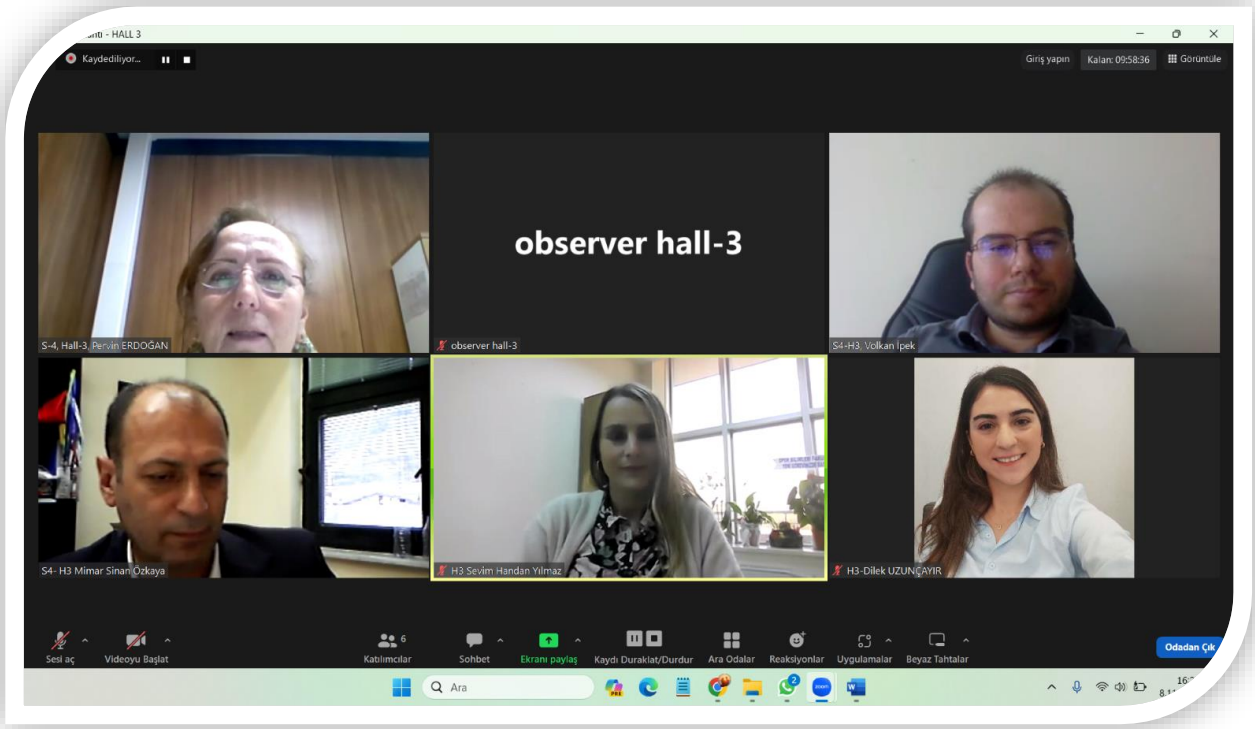 - HALL 3
Kaydediliyor...
Giriş yapın
Kalan: 09:58:36
Görüntüle
observer hall-3
S-4, Hall-3, Pervin ERDOĞAN
observer hall-3
S4-H3, Volkan İpek
S4- H3 Mimar Sinan Özkaya
H3 Sevim Handan Yılmaz
H3-Dilek UZUNÇAYIR
6
Sesi aç
Videoyu Başlat
Katılımcılar
Sohbet
Ekranı paylaş
Kaydı Duraklat/Durdur
Ara Odalar
Reaksiyonlar
Uygulamalar
Beyaz Tahtalar
Odadan Çık
Ara
PRE
2
zoom
W